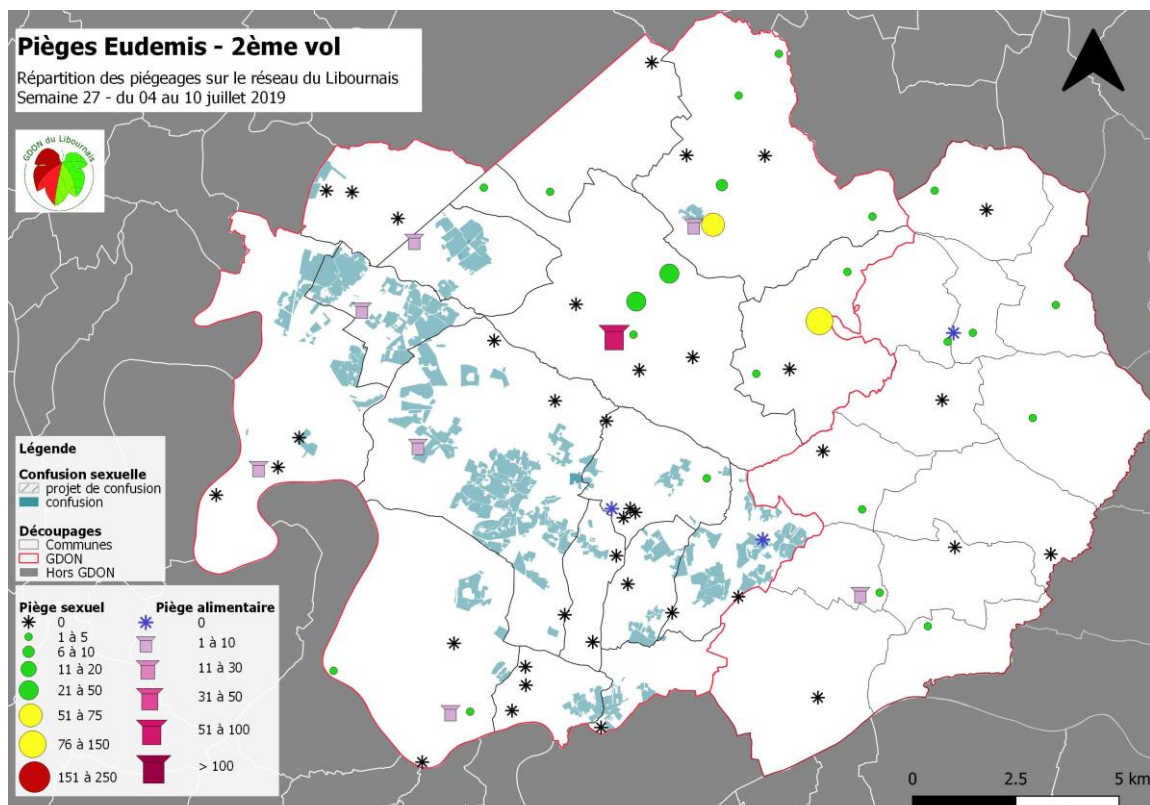 Pièges Eudemis - 2ème vol
Répartition des piégeages sur le réseau du Libournais
Semaine 27 - du 04 au 10 juillet 2019
GDON du Libournais
Légende
Confusion sexuelle
projet de confusion
confusion
Découpages
Communes
GDON
Hors GDON
Piège sexuel
0
1 à 5
6 à 10
11 à 20
21 à 50
51 à 75
76 à 150
151 à 250
Piège alimentaire
0
1 à 10
11 à 30
31 à 50
51 à 100
> 100
0 2.5 5 km